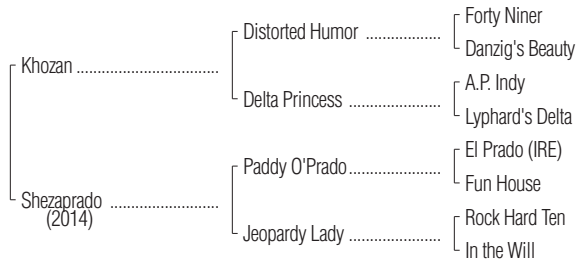 Forty Niner
Distorted Humor ....................
Danzig's Beauty
Khozan ......................................
A.P. Indy
Delta Princess .........................
Lyphard's Delta
El Prado (IRE)
Paddy O'Prado.........................
Fun House
Shezaprado .............................
(2014)
Rock Hard Ten
Jeopardy Lady .........................
In the Will